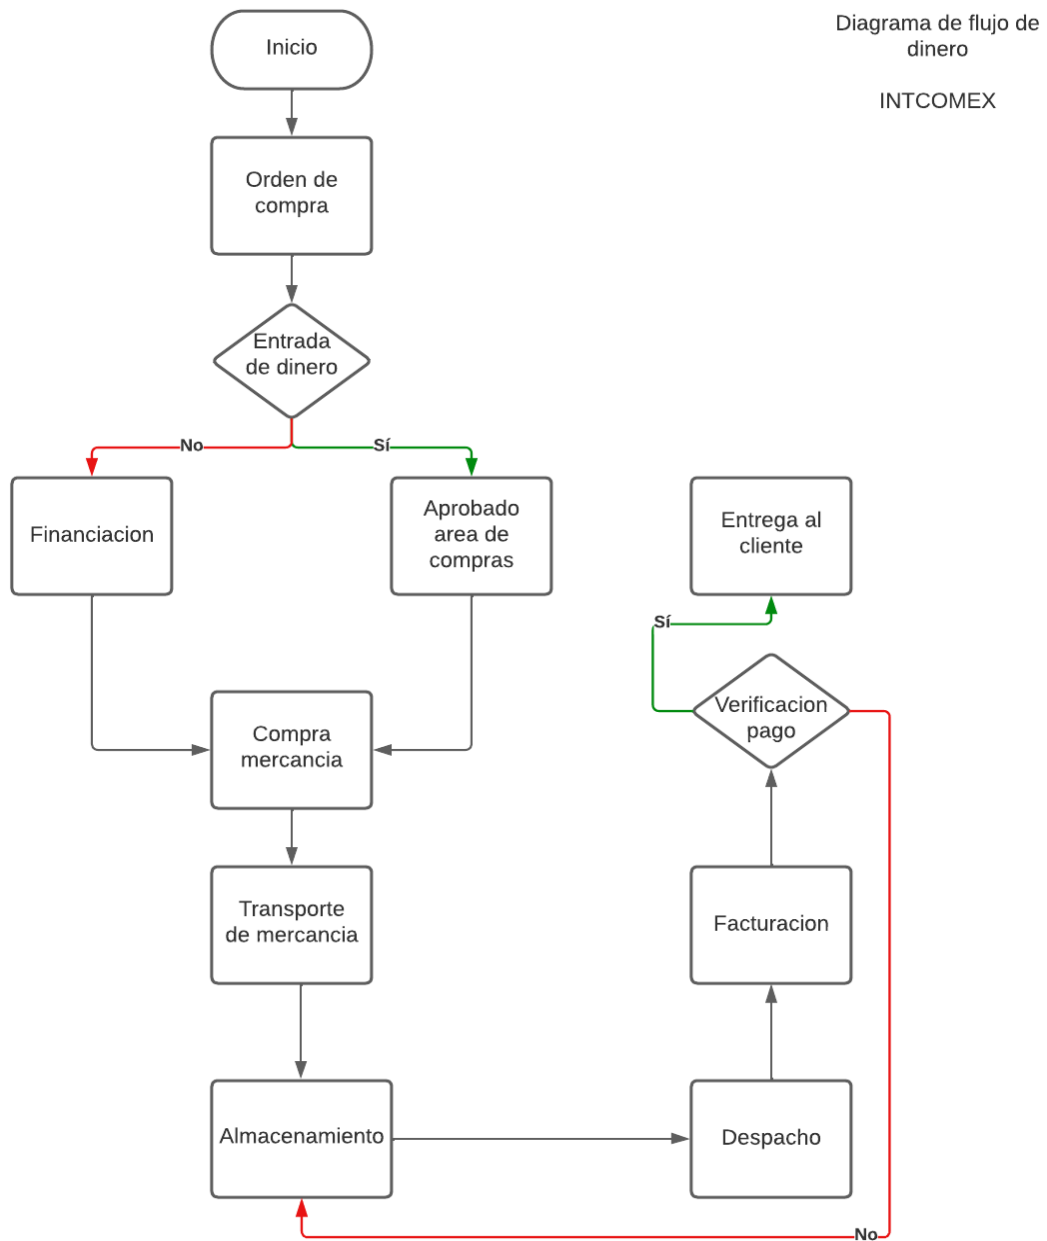 Diagrama de flujo de
dinero
INTCOMEX
Inicio
Orden de
compra
Entrada
de dinero
No
Sí
Financiacion
Aprobado
area de
compras
Compra
mercancia
Transporte
de mercancia
Almacenamiento
Despacho
Facturacion
Verificacion
pago
Sí
No
Entrega al
cliente